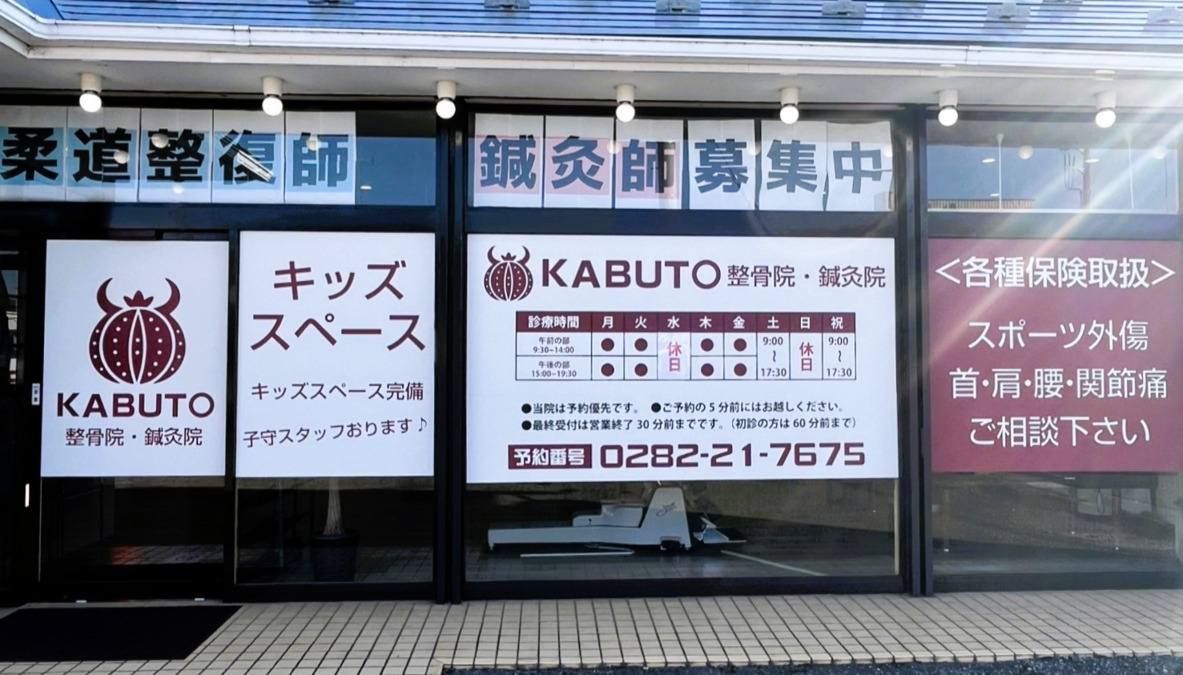 柔道整復師
鍼灸師募集中
KABUTO
整骨院・鍼灸院
キッズ
スペース
キッズスペース完備
子守スタッフおります♪
KABUTO 整骨院・鍼灸院
診療時間 月 火 水 木 金 土 日 祝
午前の部 9:30~14:00 ● ● 休日 ● ● 9:00~17:30 休日 9:00~17:30
午後の部 15:00~19:30 ● ● ● ●
●当院は予約優先です。 ●ご予約の5分前にはお越しください。
●最終受付は営業終了30分前までです。(初診の方は60分前まで)
予約番号 0282-21-7675
<各種保険取扱>
スポーツ外傷
首・肩・腰・関節痛
ご相談下さい